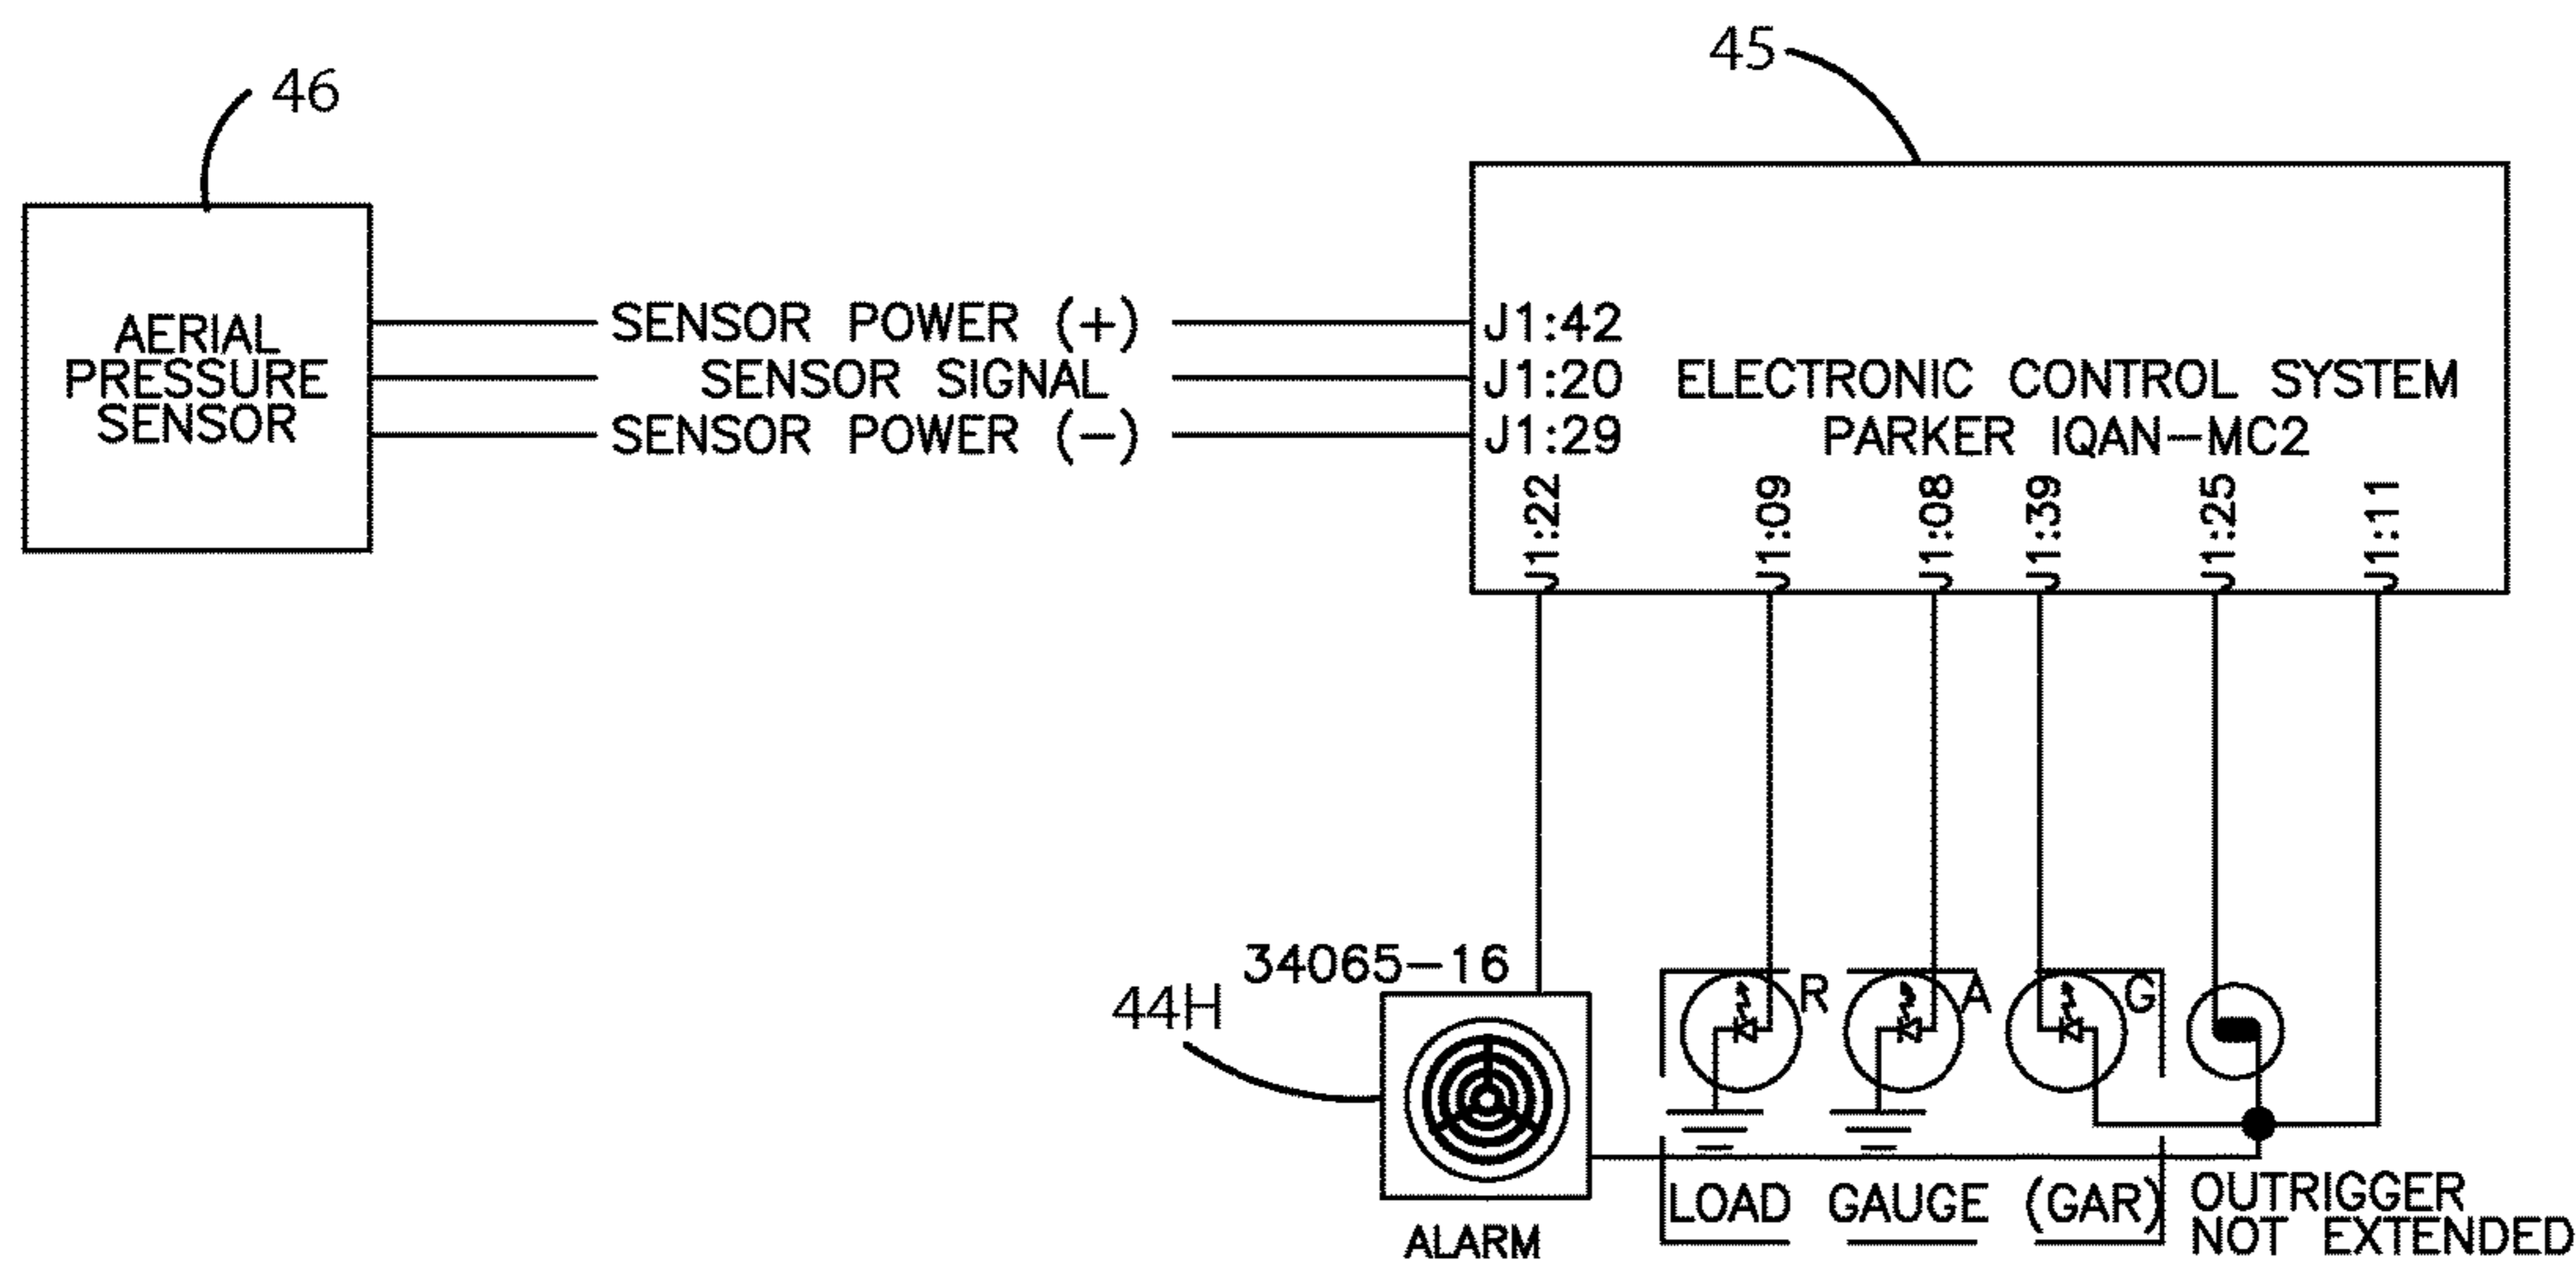 46
45
AERIAL
PRESSURE
SENSOR
SENSOR POWER (+)
SENSOR SIGNAL
SENSOR POWER (-)
J1:42
J1:20
J1:29
ELECTRONIC CONTROL SYSTEM
PARKER IQAN-MC2
J1:22
J1:09
J1:08
J1:39
J1:25
J1:11
34065-16
44H
R
A
G
ALARM
LOAD GAUGE (GAR)
OUTRIGGER
NOT EXTENDED